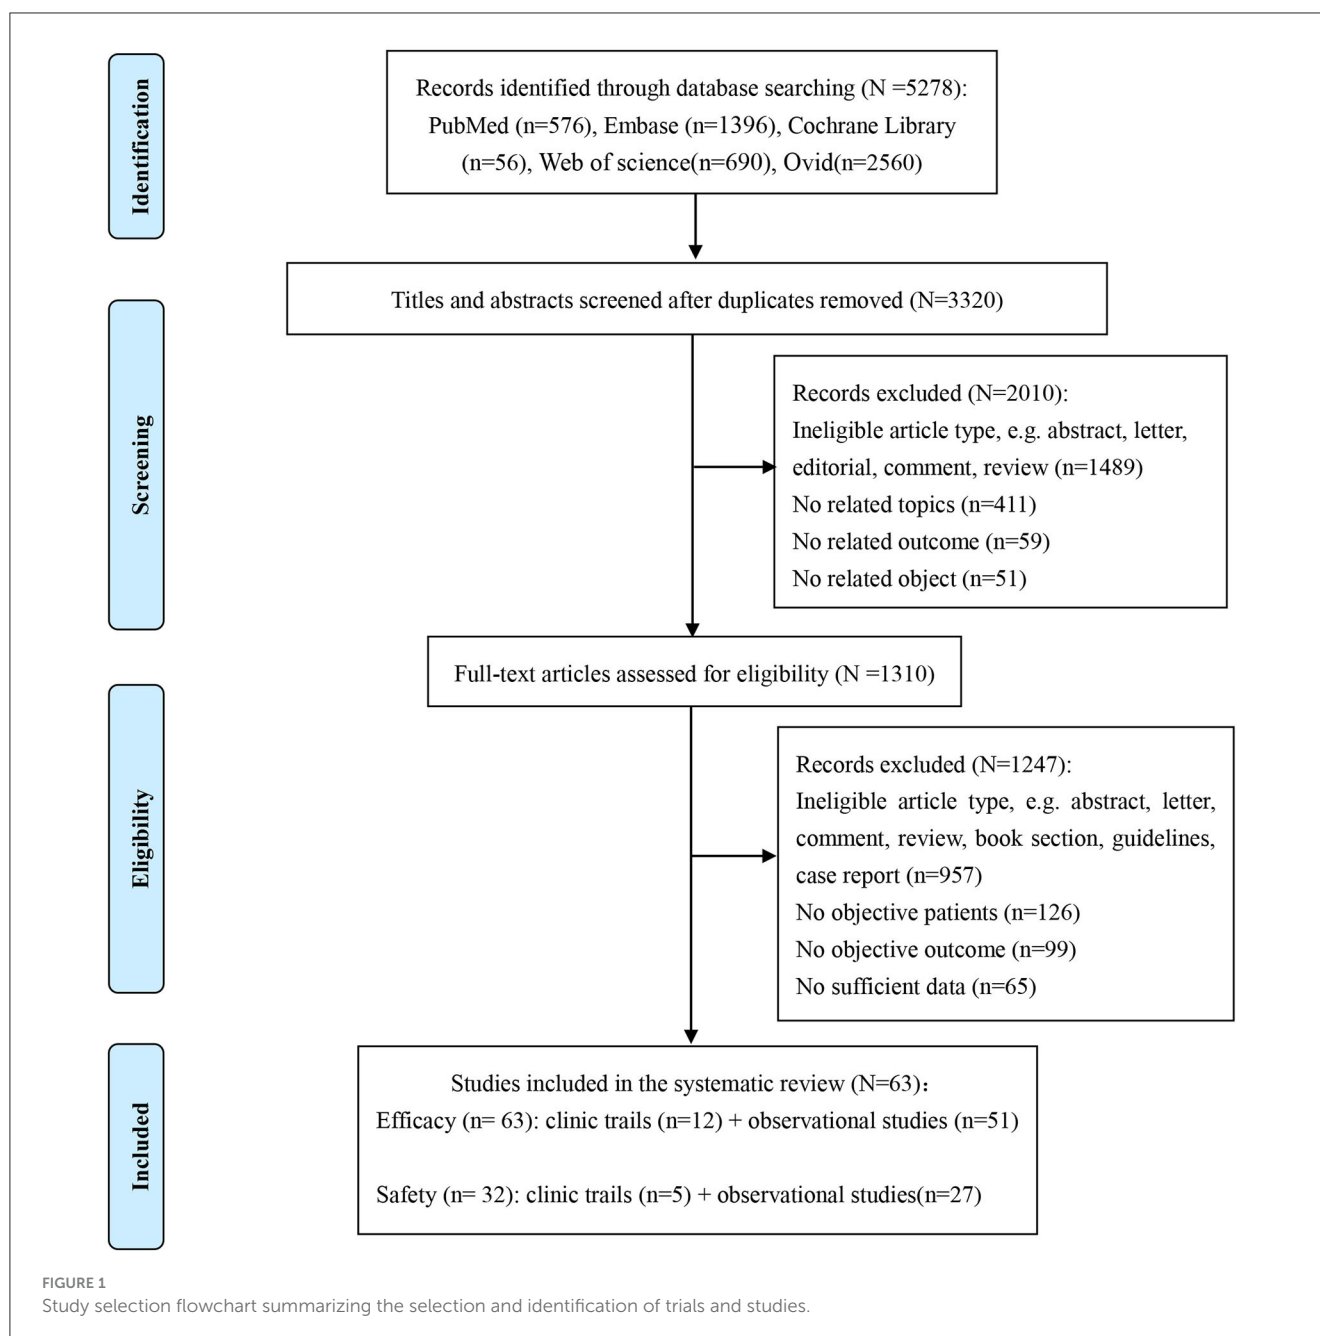 Identification
Records identified through database searching (N =5278):
PubMed (n=576), Embase (n=1396), Cochrane Library
(n=56), Web of science(n=690), Ovid(n=2560)
Screening
Titles and abstracts screened after duplicates removed (N=3320)
Records excluded (N=2010):
Ineligible article type, e.g. abstract, letter,
editorial, comment, review (n=1489)
No related topics (n=411)
No related outcome (n=59)
No related object (n=51)
Eligibility
Full-text articles assessed for eligibility (N =1310)
Records excluded (N=1247):
Ineligible article type, e.g. abstract, letter,
comment, review, book section, guidelines,
case report (n=957)
No objective patients (n=126)
No objective outcome (n=99)
No sufficient data (n=65)
Included
Studies included in the systematic review (N=63):
Efficacy (n= 63): clinic trails (n=12) + observational studies (n=51)
Safety (n= 32): clinic trails (n=5) + observational studies(n=27)
FIGURE 1
Study selection flowchart summarizing the selection and identification of trials and studies.